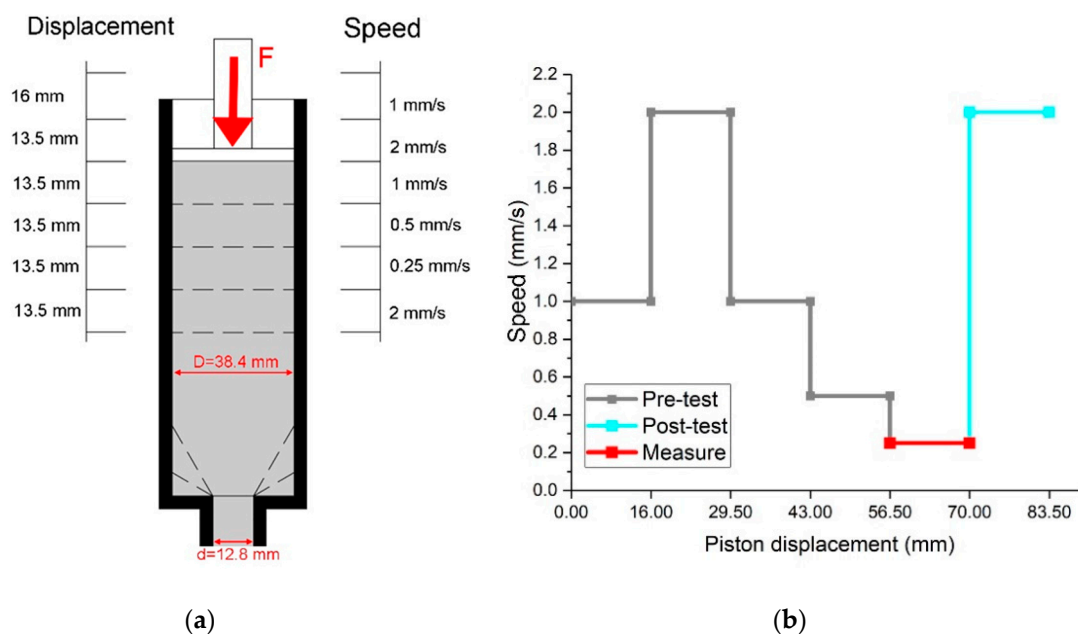 Displacement
Speed
F
16 mm
13.5 mm
13.5 mm
13.5 mm
13.5 mm
13.5 mm
1 mm/s
2 mm/s
1 mm/s
0.5 mm/s
0.25 mm/s
2 mm/s
D=38.4 mm
d=12.8 mm
(a)
Speed (mm/s)
2.2
2.0
1.8
1.6
1.4
1.2
1.0
0.8
0.6
0.4
0.2
0.0
Pre-test
Post-test
Measure
0.00 16.00 29.50 43.00 56.50 70.00 83.50
Piston displacement (mm)
(b)